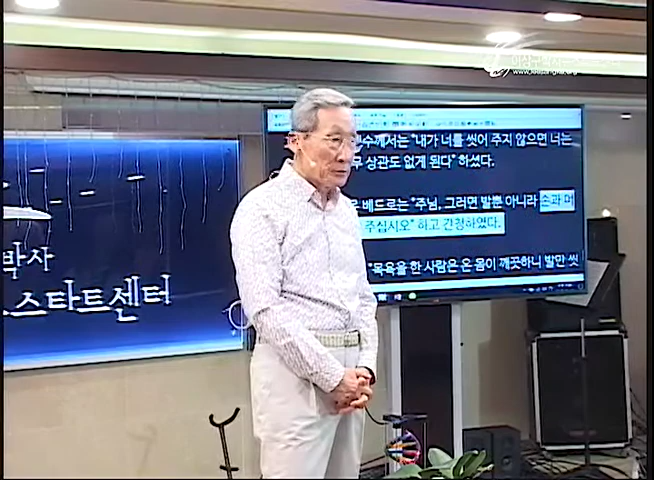 www.leesangku.org
수께서는 "내가 너를 씻어 주지 않으면 너는
무 상관도 없게 된다" 하셨다.
베드로는 "주님, 그러면 발뿐 아니라 손과 머
주십시오" 하고 간청하였다.
"목욕을 한 사람은 온 몸이 깨끗하니 발만 씻
박사
스타트센터